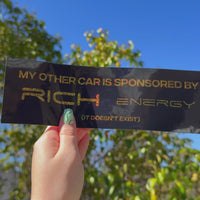 MY OTHER CAR IS SPONSORED BY
RICH ENERGY
(IT DOESN'T EXIST)